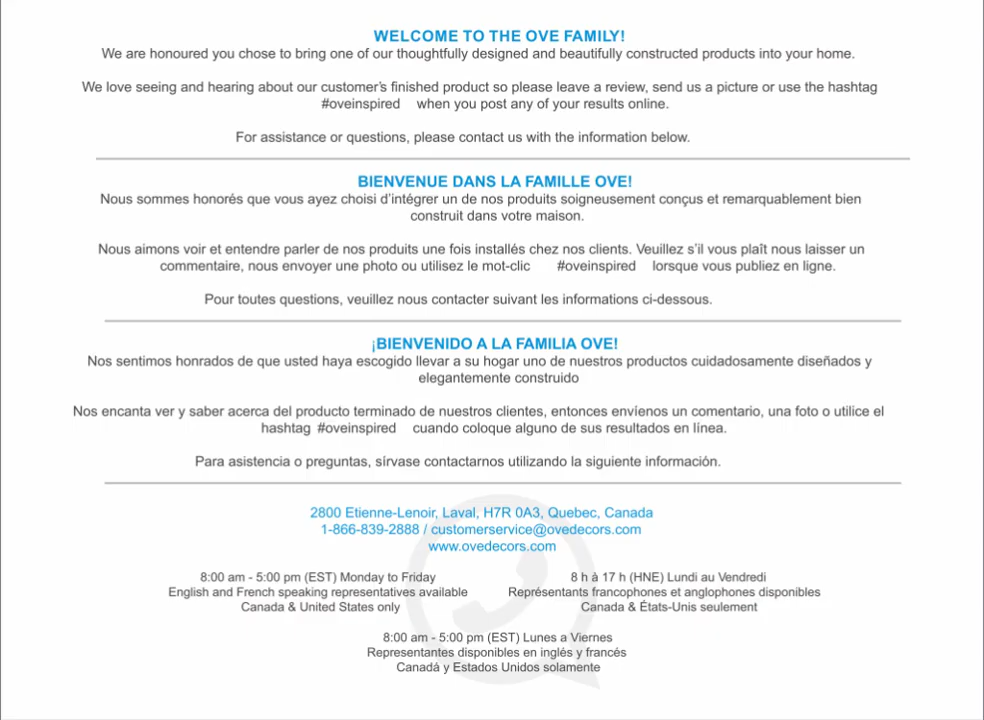 WELCOME TO THE OVE FAMILY!
We are honoured you chose to bring one of our thoughtfully designed and beautifully constructed products into your home.
We love seeing and hearing about our customer's finished product so please leave a review, send us a picture or use the hashtag
#oveinspired when you post any of your results online.
For assistance or questions, please contact us with the information below.
BIENVENUE DANS LA FAMILLE OVE!
Nous sommes honorés que vous ayez choisi d'intégrer un de nos produits soigneusement conçus et remarquablement bien
construit dans votre maison.
Nous aimons voir et entendre parler de nos produits une fois installés chez nos clients. Veuillez s'il vous plaît nous laisser un
commentaire, nous envoyer une photo ou utilisez le mot-clic #oveinspired lorsque vous publiez en ligne.
Pour toutes questions, veuillez nous contacter suivant les informations ci-dessous.
¡BIENVENIDO A LA FAMILIA OVE!
Nos sentimos honrados de que usted haya escogido llevar a su hogar uno de nuestros productos cuidadosamente diseñados y
elegantemente construido
Nos encanta ver y saber acerca del producto terminado de nuestros clientes, entonces envíenos un comentario, una foto o utilice el
hashtag #oveinspired cuando coloque alguno de sus resultados en línea.
Para asistencia o preguntas, sírvase contactarnos utilizando la siguiente información.
2800 Etienne-Lenoir, Laval, H7R 0A3, Quebec, Canada
1-866-839-2888 / customerservice@ovedecors.com
www.ovedecors.com
8:00 am - 5:00 pm (EST) Monday to Friday
English and French speaking representatives available
Canada & United States only
8 h à 17 h (HNE) Lundi au Vendredi
Représentants francophones et anglophones disponibles
Canada & États-Unis seulement
8:00 am - 5:00 pm (EST) Lunes a Viernes
Representantes disponibles en inglés y francés
Canadá y Estados Unidos solamente